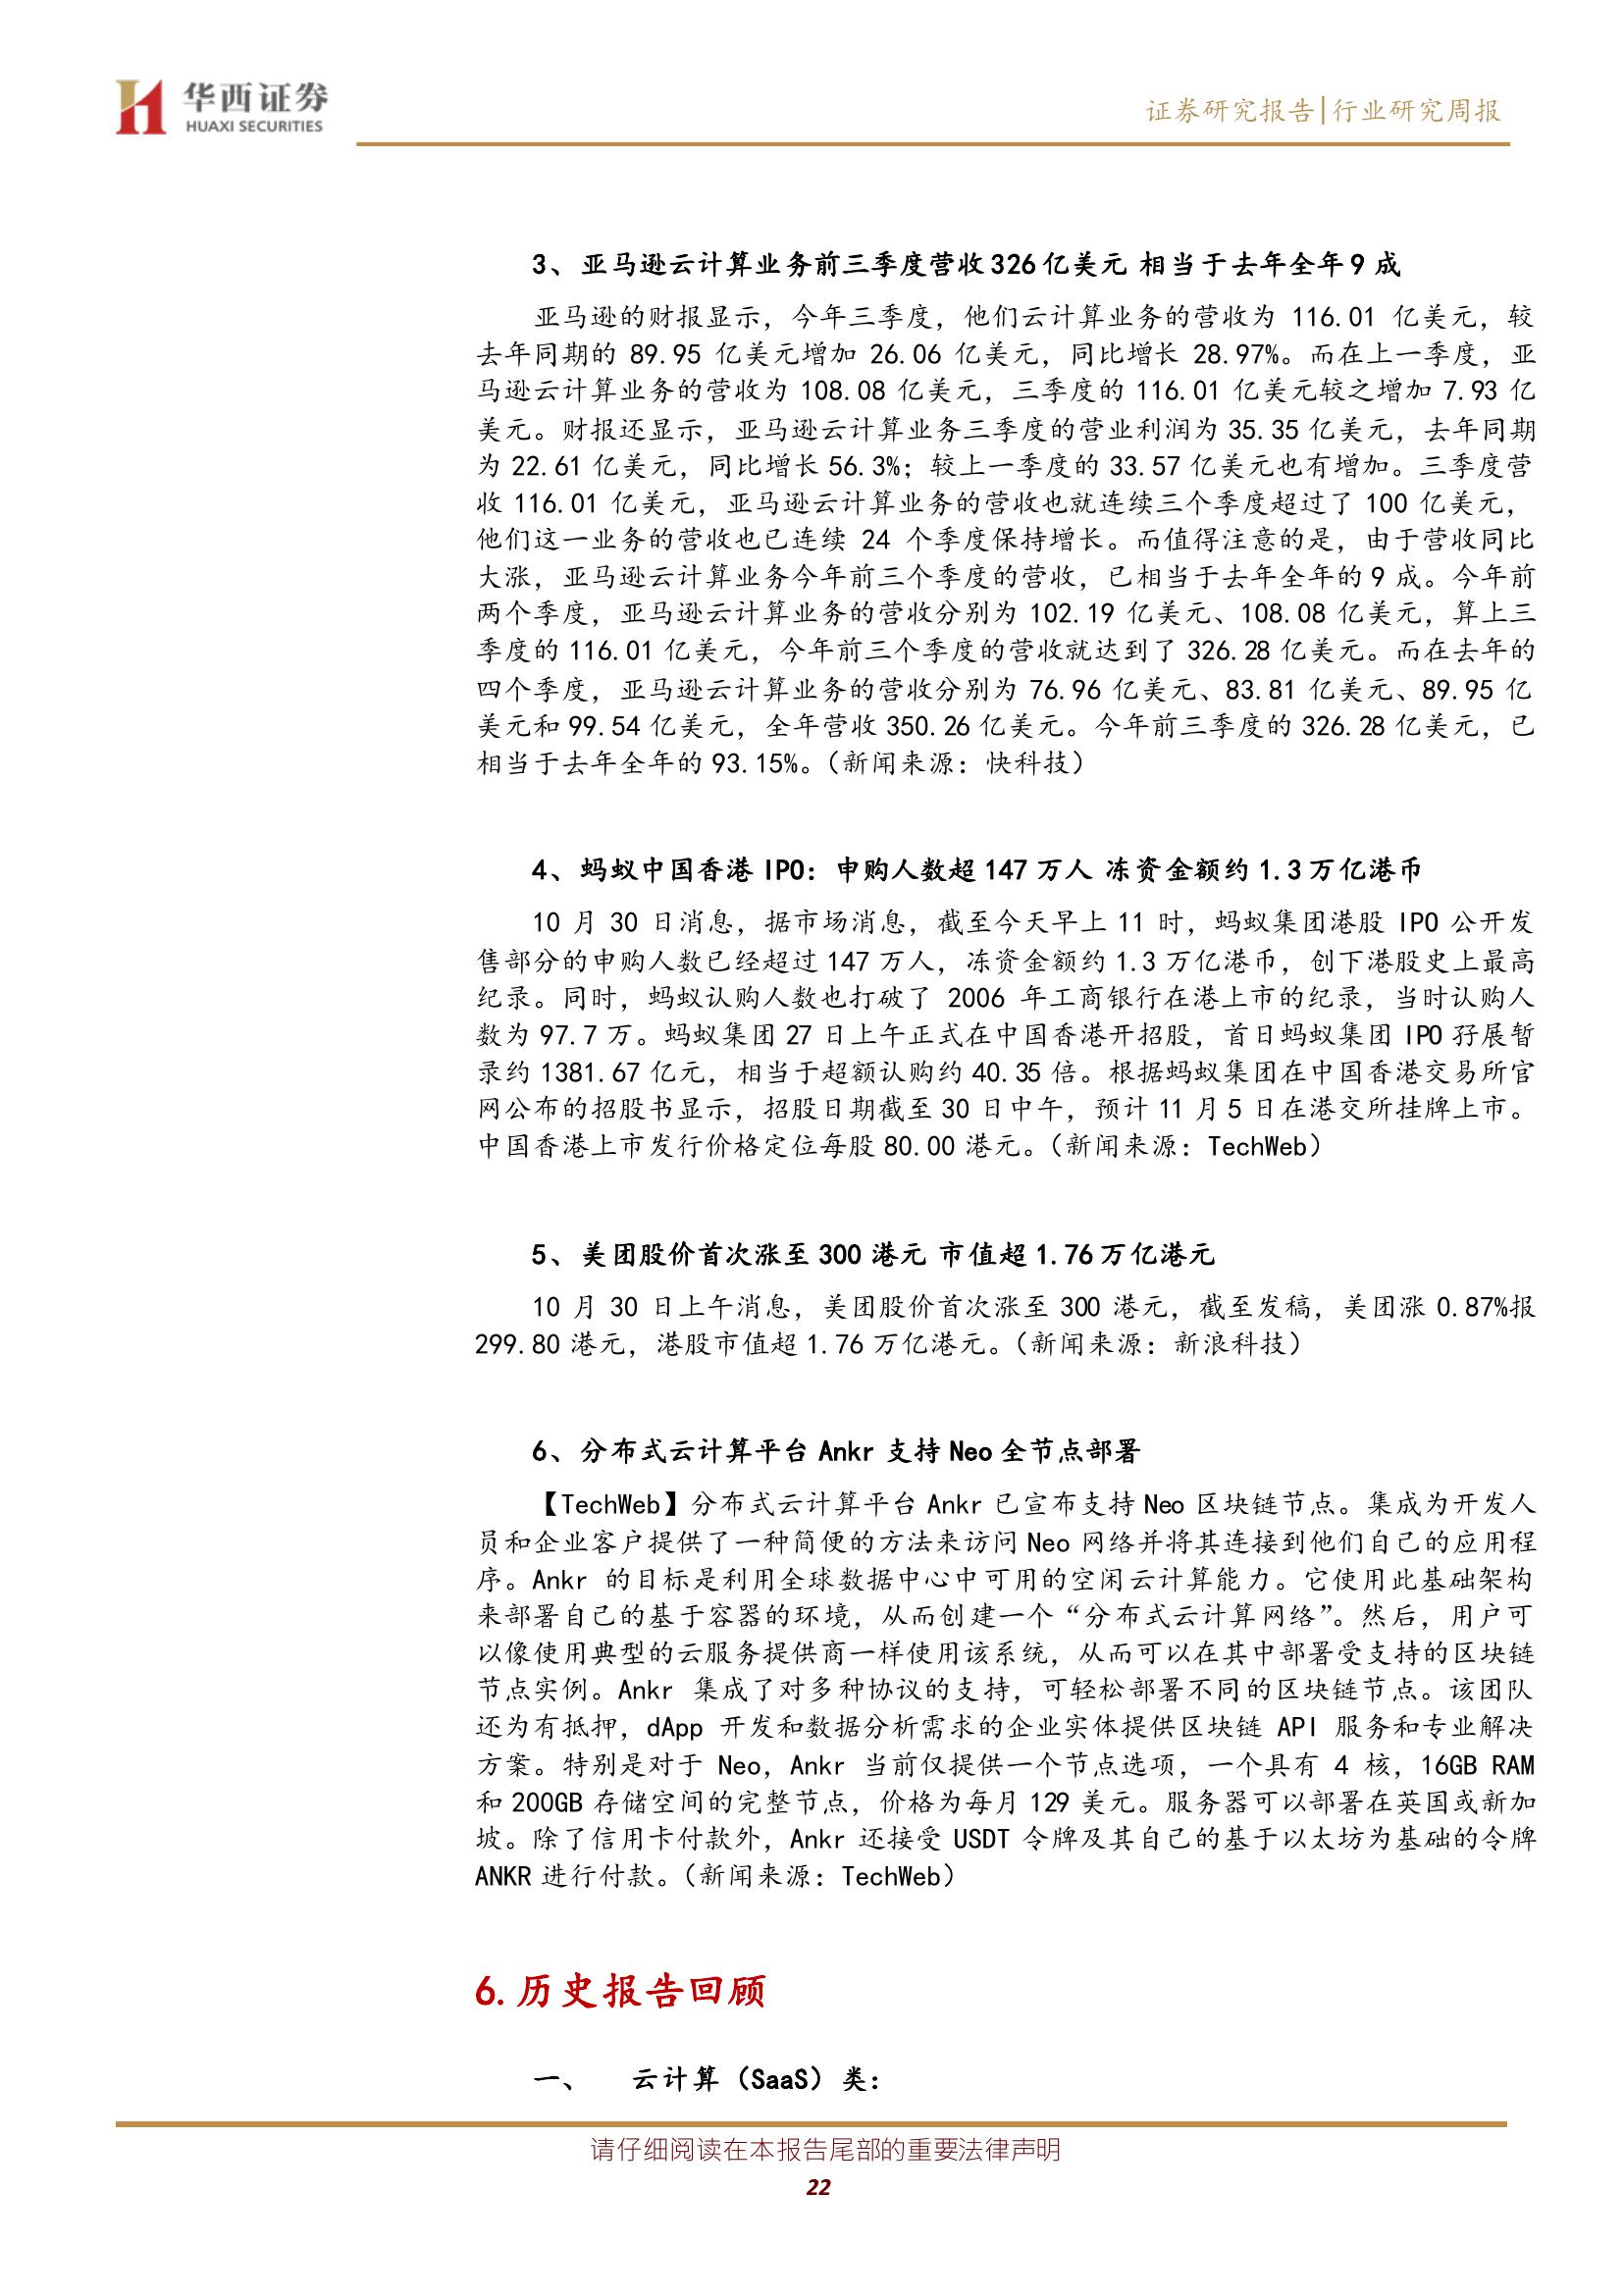 华西证券
HUAXI SECURITIES
证券研究报告|行业研究周报
3、亚马逊云计算业务前三季度营收326亿美元 相当于去年全年9成
亚马逊的财报显示，今年三季度，他们云计算业务的营收为 116.01 亿美元，较
去年同期的 89.95 亿美元增加 26.06 亿美元，同比增长 28.97%。而在上一季度，亚
马逊云计算业务的营收为 108.08 亿美元，三季度的 116.01 亿美元较之增加 7.93 亿
美元。财报还显示，亚马逊云计算业务三季度的营业利润为 35.35 亿美元，去年同期
为 22.61 亿美元，同比增长 56.3%；较上一季度的 33.57 亿美元也有增加。三季度营
收 116.01 亿美元，亚马逊云计算业务的营收也就连续三个季度超过了 100 亿美元，
他们这一业务的营收也已连续 24 个季度保持增长。而值得注意的是，由于营收同比
大涨，亚马逊云计算业务今年前三个季度的营收，已相当于去年全年的 9 成。今年前
两个季度，亚马逊云计算业务的营收分别为 102.19 亿美元、108.08 亿美元，算上三
季度的 116.01 亿美元，今年前三个季度的营收就达到了 326.28 亿美元。而在去年的
四个季度，亚马逊云计算业务的营收分别为 76.96 亿美元、83.81 亿美元、89.95 亿
美元和 99.54 亿美元，全年营收 350.26 亿美元。今年前三季度的 326.28 亿美元，已
相当于去年全年的 93.15%。（新闻来源：快科技）
4、蚂蚁中国香港 IPO：申购人数超 147 万人 冻资金额约 1.3 万亿港币
10 月 30 日消息，据市场消息，截至今天早上 11 时，蚂蚁集团港股 IPO 公开发
售部分的申购人数已经超过 147 万人，冻资金额约 1.3 万亿港币，创下港股史上最高
纪录。同时，蚂蚁认购人数也打破了 2006 年工商银行在港上市的纪录，当时认购人
数为 97.7 万。蚂蚁集团 27 日上午正式在中国香港开招股，首日蚂蚁集团 IPO 孖展暂
录约 1381.67 亿元，相当于超额认购约 40.35 倍。根据蚂蚁集团在中国香港交易所官
网公布的招股书显示，招股日期截至 30 日中午，预计 11 月 5 日在港交所挂牌上市。
中国香港上市发行价格定位每股 80.00 港元。（新闻来源：TechWeb）
5、美团股价首次涨至 300 港元 市值超 1.76 万亿港元
10 月 30 日上午消息，美团股价首次涨至 300 港元，截至发稿，美团涨 0.87%报
299.80 港元，港股市值超 1.76 万亿港元。（新闻来源：新浪科技）
6、分布式云计算平台 Ankr 支持 Neo 全节点部署
【TechWeb】分布式云计算平台 Ankr 已宣布支持 Neo 区块链节点。集成为开发人
员和企业客户提供了一种简便的方法来访问 Neo 网络并将其连接到他们自己的应用程
序。Ankr 的目标是利用全球数据中心中可用的空闲云计算能力。它使用此基础架构
来部署自己的基于容器的环境，从而创建一个“分布式云计算网络”。然后，用户可
以像使用典型的云服务提供商一样使用该系统，从而可以在其中部署受支持的区块链
节点实例。Ankr 集成了对多种协议的支持，可轻松部署不同的区块链节点。该团队
还为有抵押，dApp 开发和数据分析需求的企业实体提供区块链 API 服务和专业解决
方案。特别是对于 Neo，Ankr 当前仅提供一个节点选项，一个具有 4 核，16GB RAM
和 200GB 存储空间的完整节点，价格为每月 129 美元。服务器可以部署在英国或新加
坡。除了信用卡付款外，Ankr 还接受 USDT 令牌及其自己的基于以太坊为基础的令牌
ANKR 进行付款。（新闻来源：TechWeb）
6.历史报告回顾
一、 云计算（SaaS）类：
请仔细阅读在本报告尾部的重要法律声明
22